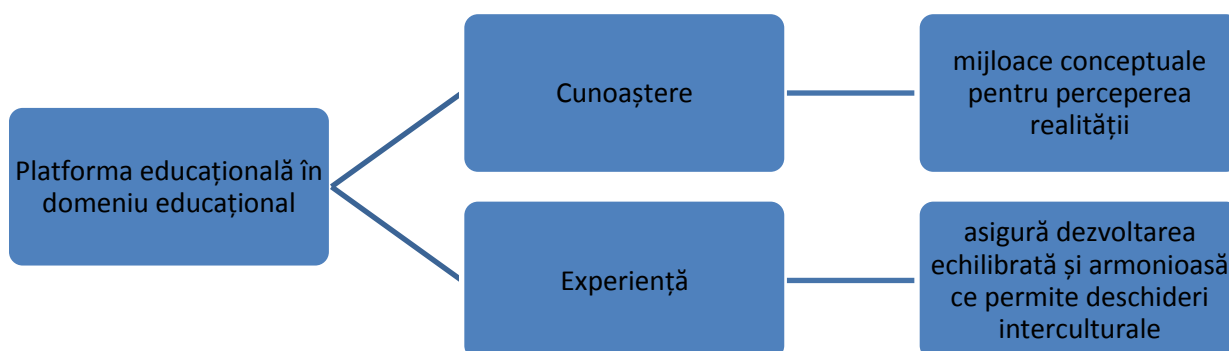 Platforma educațională în
domeniu educațional
Cunoaștere
mijloace conceptuale
pentru perceperea
realității
Experiență
asigură dezvoltarea
echilibrată și armonioasă
ce permite deschideri
interculturale